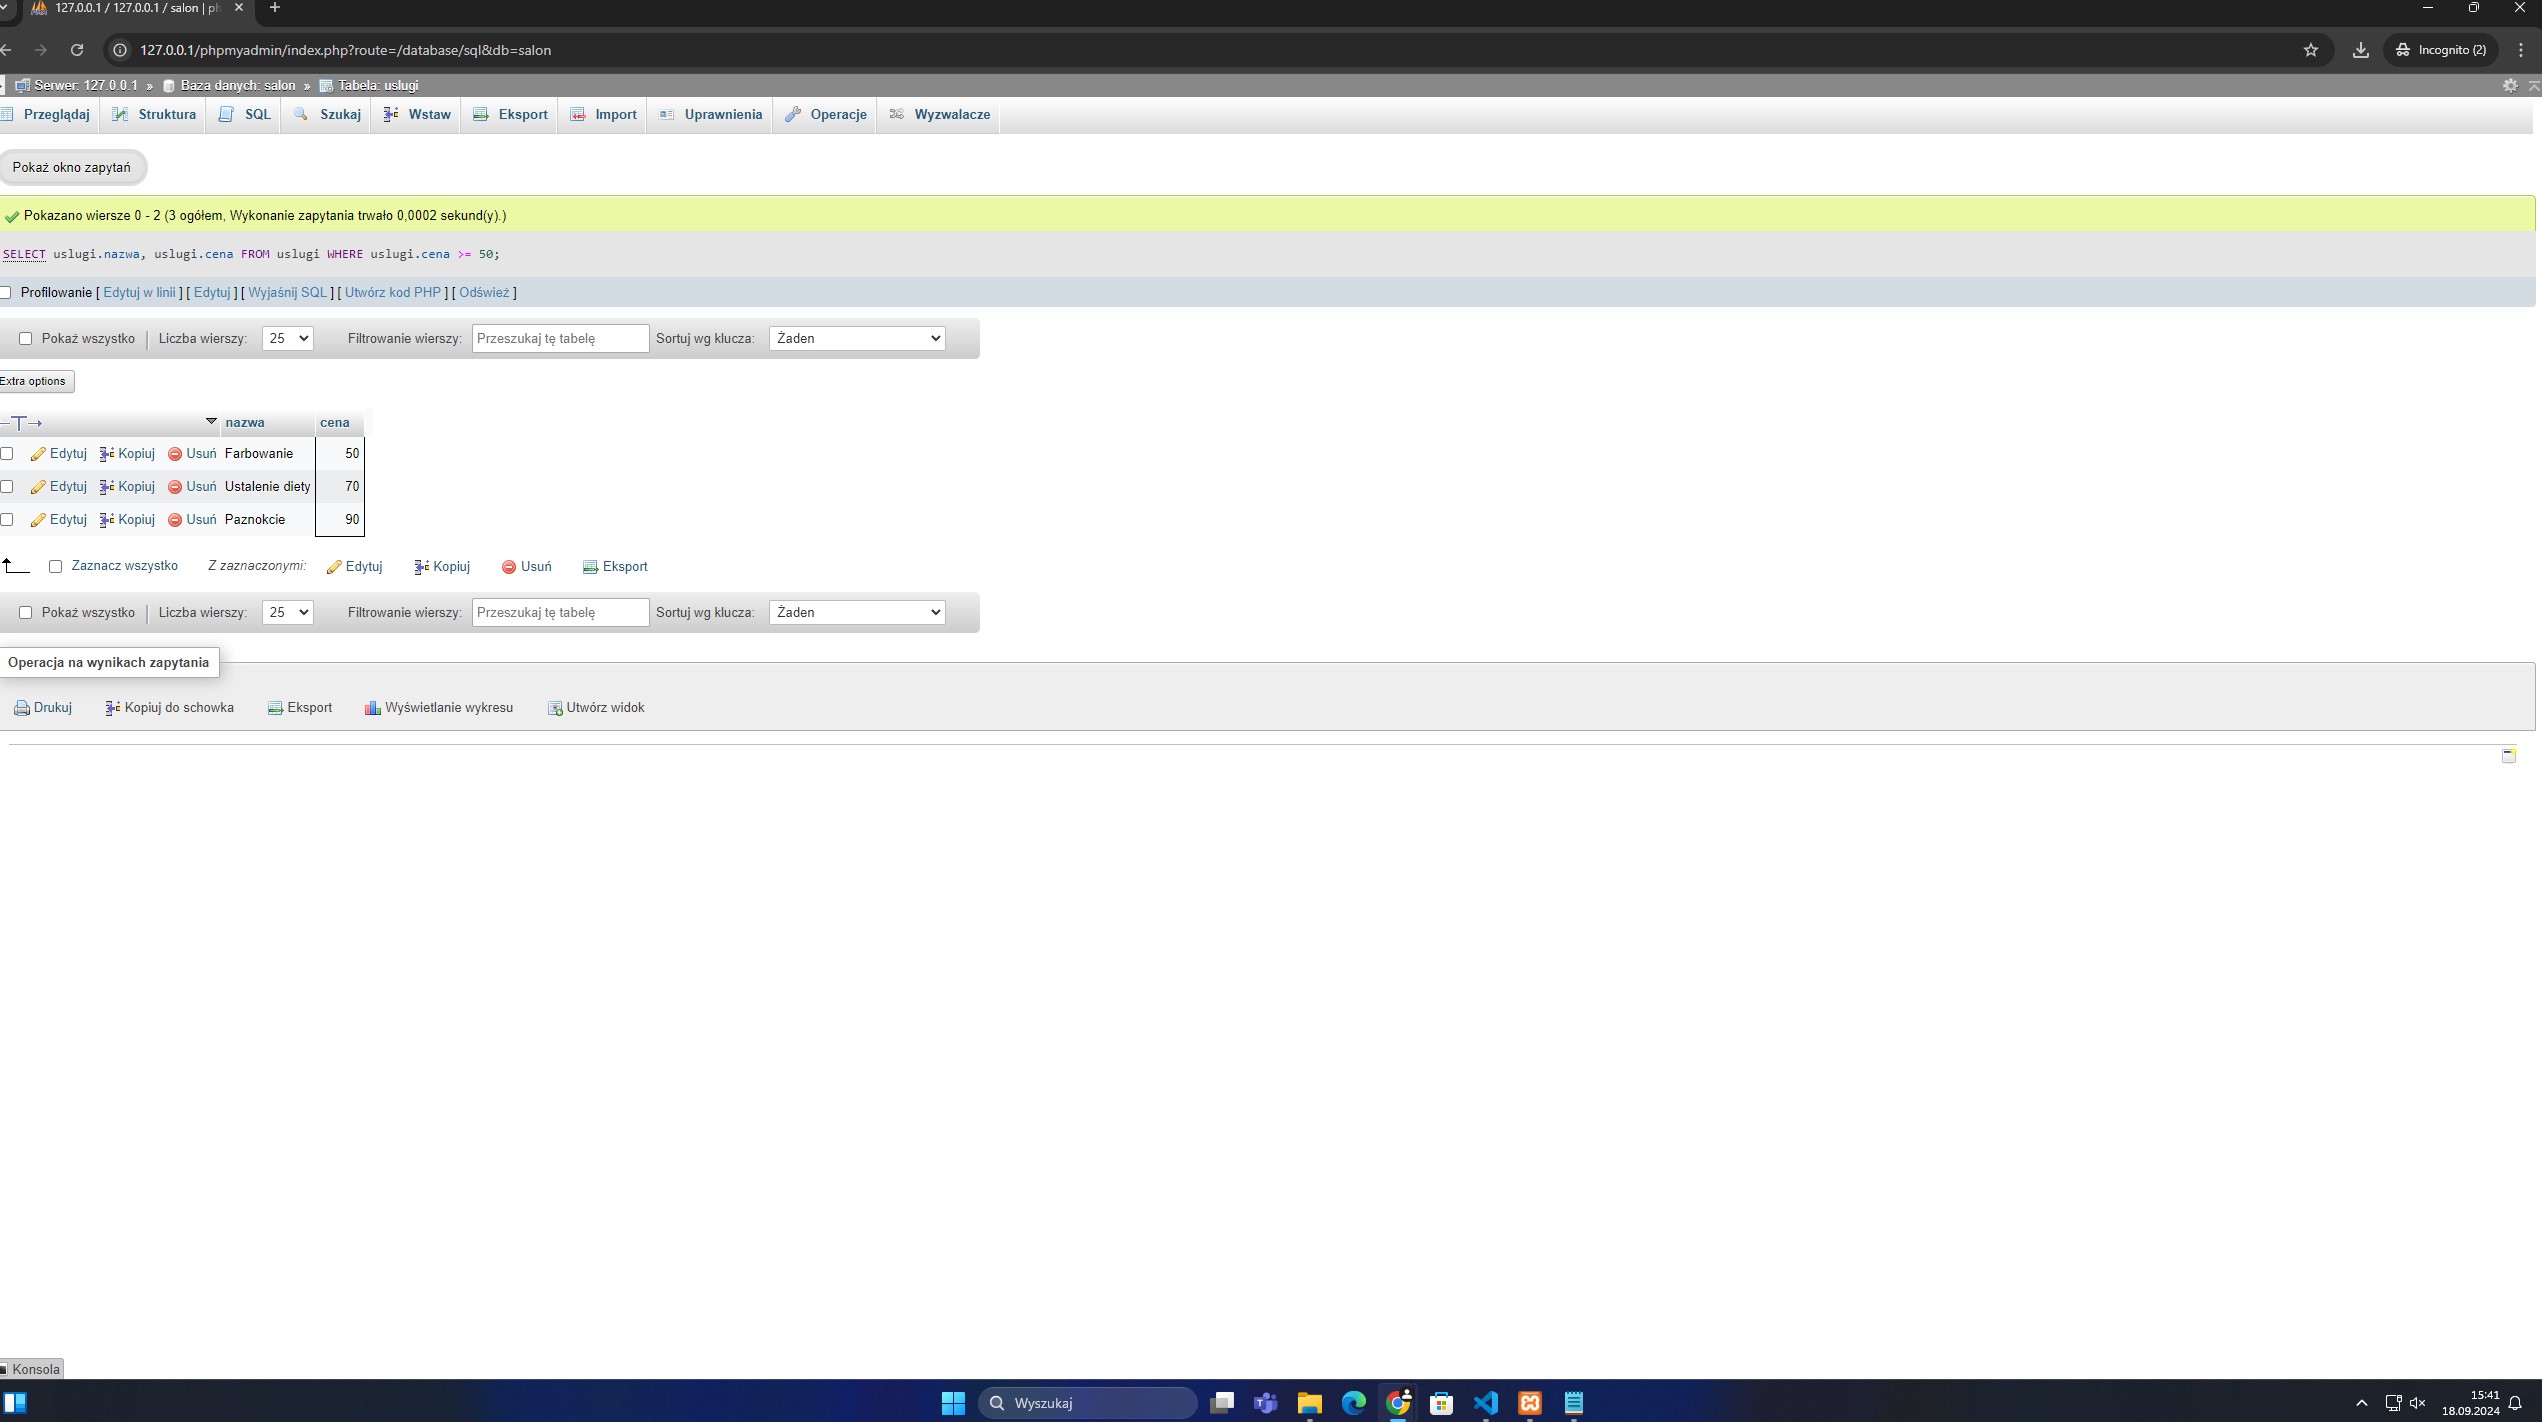 127.0.0.1 / 127.0.0.1 / salon | ph
127.0.0.1/phpmyadmin/index.php?route=/database/sql&db=salon
Incognito (2)
Serwer: 127.0.0.1 » Baza danych: salon » Tabela: uslugi
Przeglądaj Struktura SQL Szukaj Wstaw Eksport Import Uprawnienia Operacje Wyzwalacze
Pokaż okno zapytań
Pokazano wiersze 0 - 2 (3 ogółem, Wykonanie zapytania trwało 0,0002 sekund(y).)
SELECT uslugi.nazwa, uslugi.cena FROM uslugi WHERE uslugi.cena >= 50;
Profilowanie [ Edytuj w linii ] [ Edytuj ] [ Wyjaśnij SQL ] [ Utwórz kod PHP ] [ Odśwież ]
Pokaż wszystko | Liczba wierszy: 25 Filtrowanie wierszy: Przeszukaj tę tabelę Sortuj wg klucza: Żaden
Extra options
nazwa cena
Edytuj Kopiuj Usuń Farbowanie 50
Edytuj Kopiuj Usuń Ustalenie diety 70
Edytuj Kopiuj Usuń Paznokcie 90
Zaznacz wszystko Z zaznaczonymi: Edytuj Kopiuj Usuń Eksport
Pokaż wszystko | Liczba wierszy: 25 Filtrowanie wierszy: Przeszukaj tę tabelę Sortuj wg klucza: Żaden
Operacja na wynikach zapytania
Drukuj Kopiuj do schowka Eksport Wyświetlanie wykresu Utwórz widok
Konsola
Wyszukaj
15:41
18.09.2024